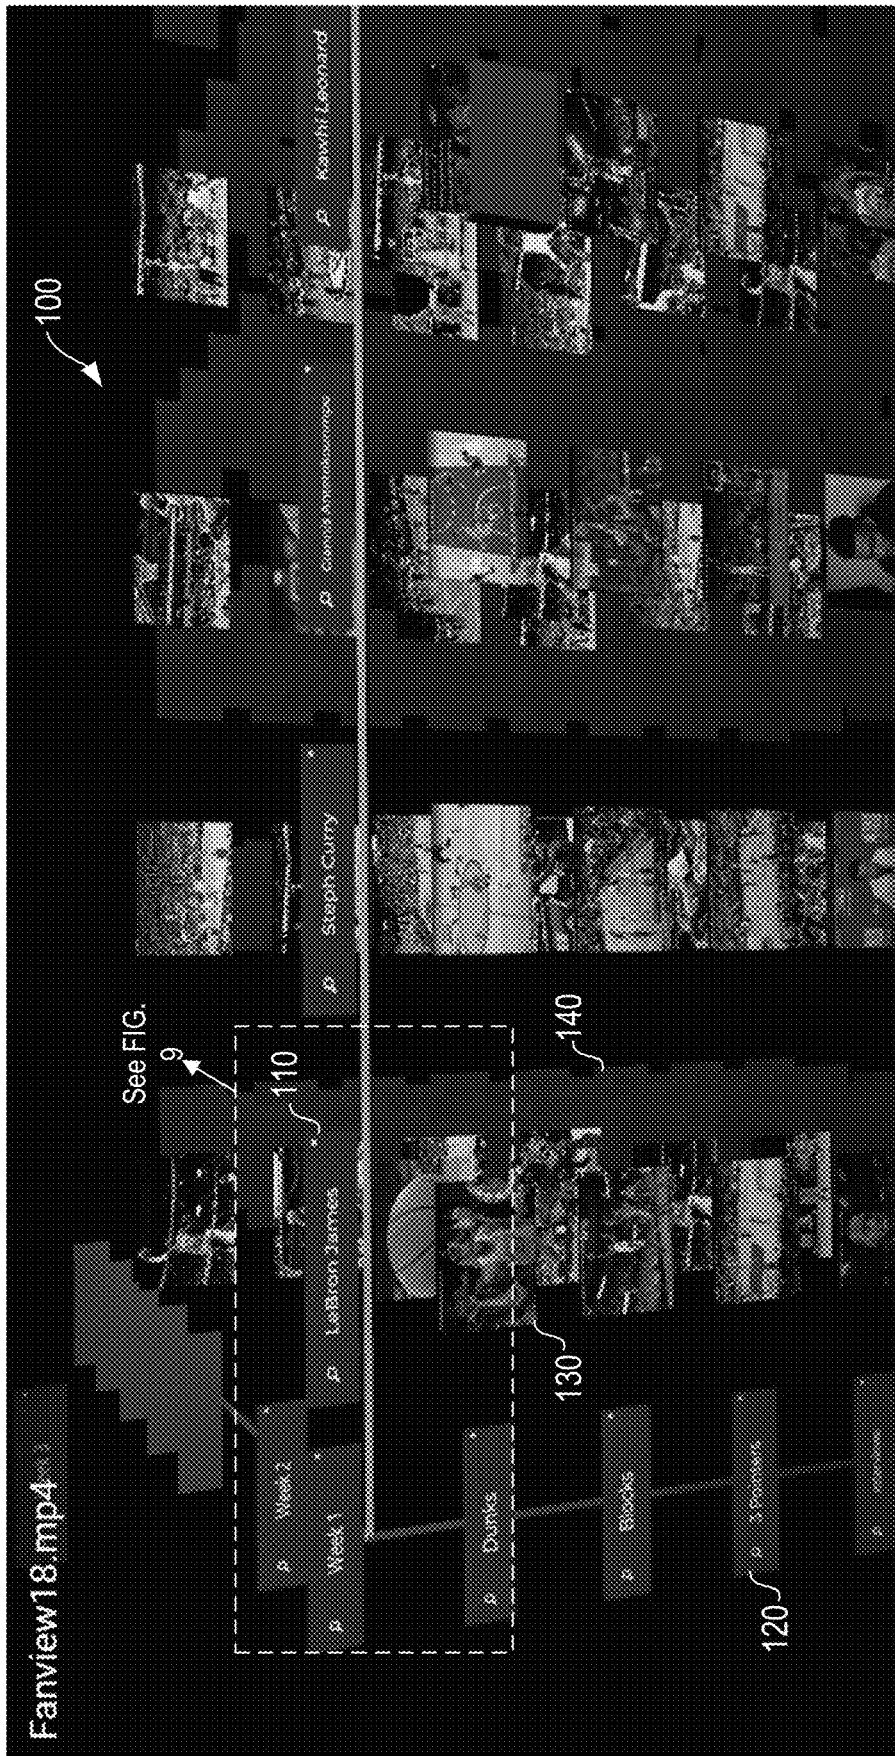 Fanview18.mp4
100
See FIG.
9
110
Week 2
Week 1
LaBron James
Steph Curry
Kawhi Leonard
Dunks
130
140
Blocks
120
3 Pointers